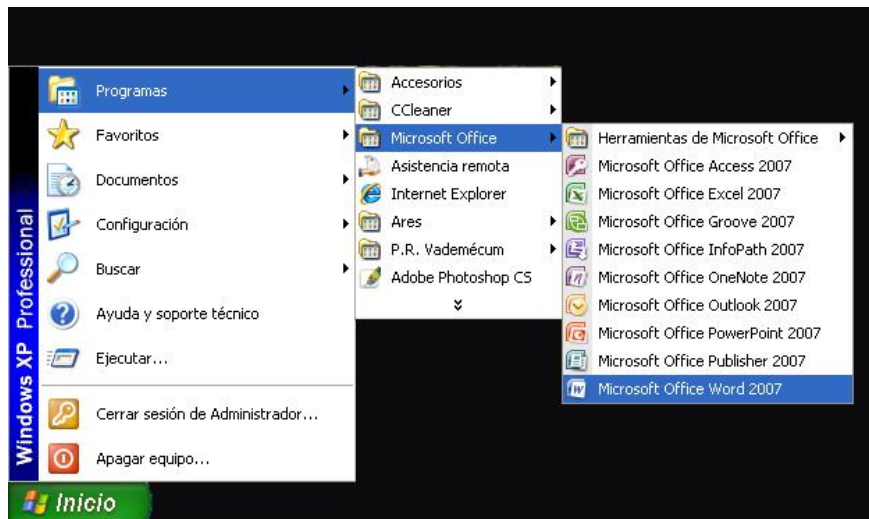 Programas
Favoritos
Documentos
Configuración
Buscar
Ayuda y soporte técnico
Ejecutar...
Cerrar sesión de Administrador...
Apagar equipo...
Windows XP Professional
Inicio
Accesorios
CCleaner
Microsoft Office
Asistencia remota
Internet Explorer
Ares
P.R. Vademécum
Adobe Photoshop CS
Herramientas de Microsoft Office
Microsoft Office Access 2007
Microsoft Office Excel 2007
Microsoft Office Groove 2007
Microsoft Office InfoPath 2007
Microsoft Office OneNote 2007
Microsoft Office Outlook 2007
Microsoft Office PowerPoint 2007
Microsoft Office Publisher 2007
Microsoft Office Word 2007